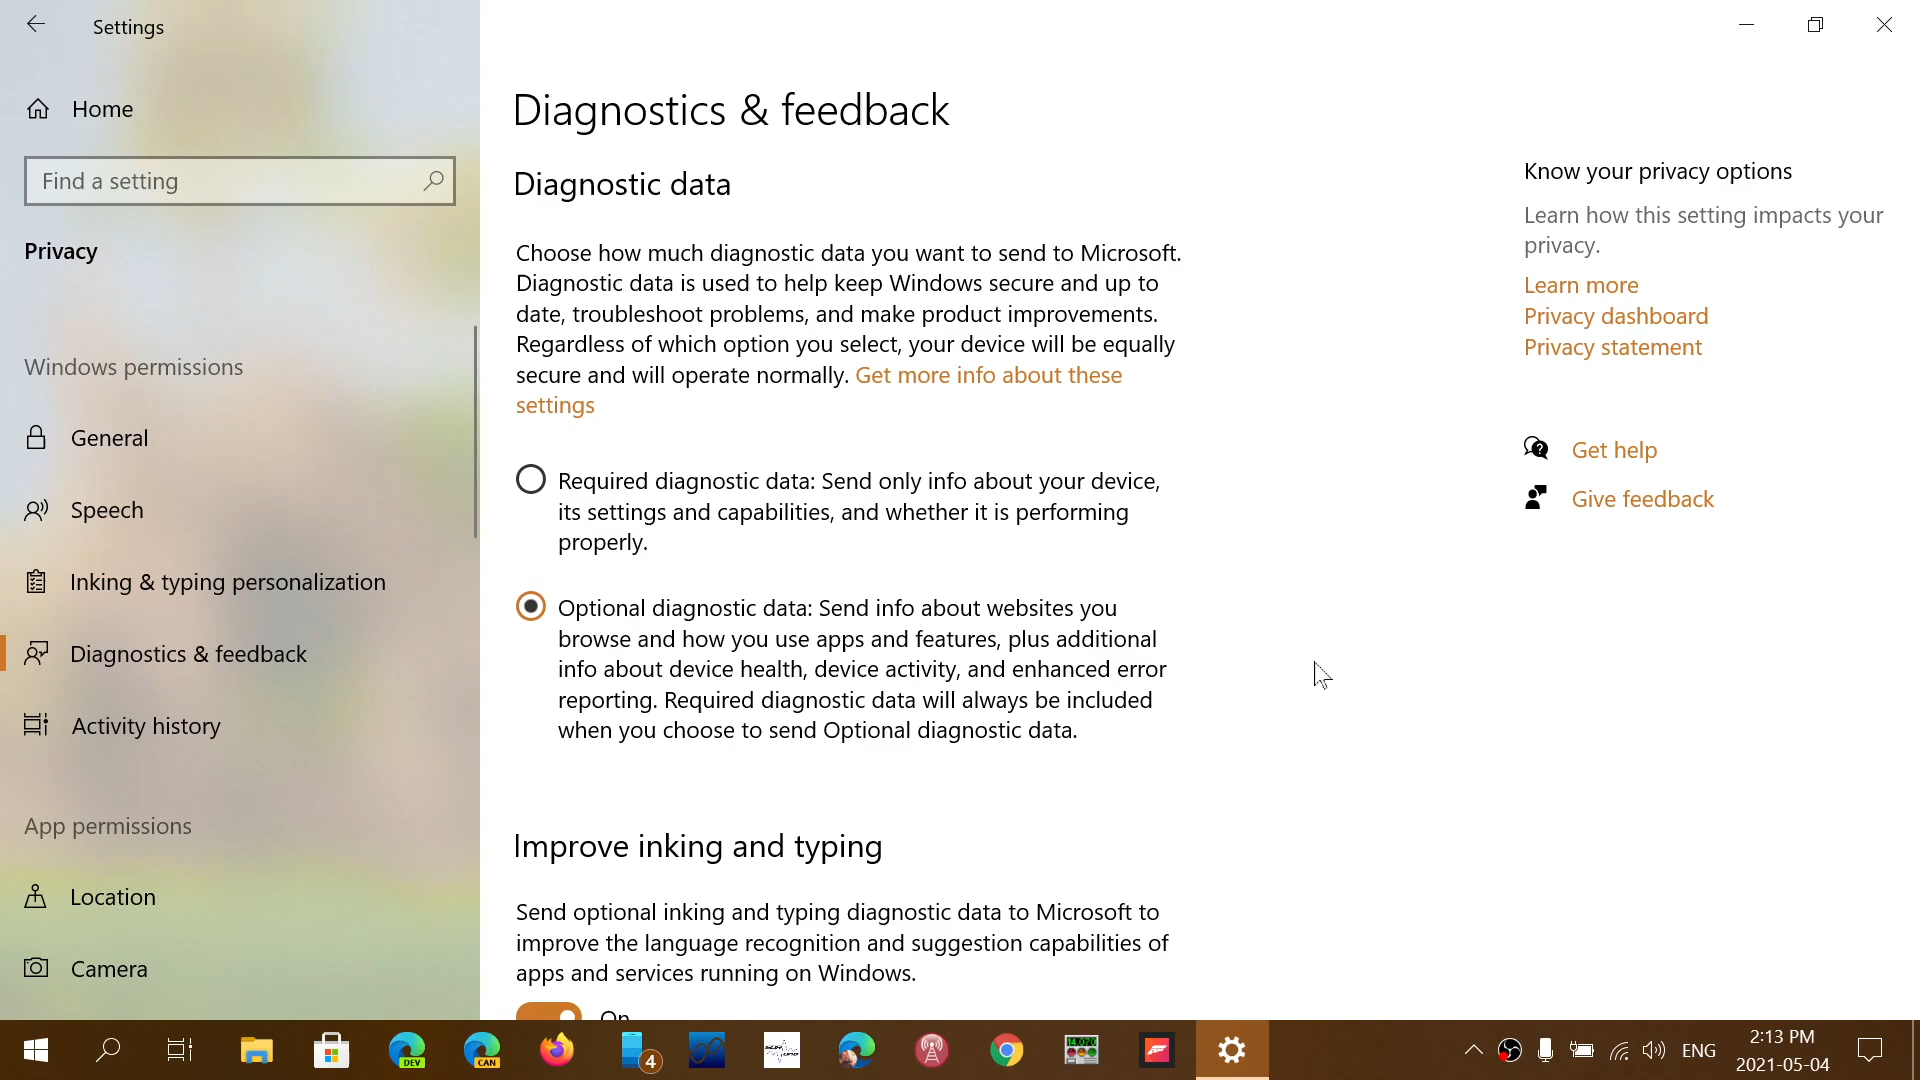 Settings
Home
Find a setting
Privacy
Windows permissions
General
Speech
Inking & typing personalization
Diagnostics & feedback
Activity history
App permissions
Location
Camera
Diagnostics & feedback
Diagnostic data
Choose how much diagnostic data you want to send to Microsoft.
Diagnostic data is used to help keep Windows secure and up to
date, troubleshoot problems, and make product improvements.
Regardless of which option you select, your device will be equally
secure and will operate normally. Get more info about these
settings
Required diagnostic data: Send only info about your device,
its settings and capabilities, and whether it is performing
properly.
Optional diagnostic data: Send info about websites you
browse and how you use apps and features, plus additional
info about device health, device activity, and enhanced error
reporting. Required diagnostic data will always be included
when you choose to send Optional diagnostic data.
Improve inking and typing
Send optional inking and typing diagnostic data to Microsoft to
improve the language recognition and suggestion capabilities of
apps and services running on Windows.
On
Know your privacy options
Learn how this setting impacts your
privacy.
Learn more
Privacy dashboard
Privacy statement
Get help
Give feedback
DEV
CAN
4
ENG
2:13 PM
2021-05-04